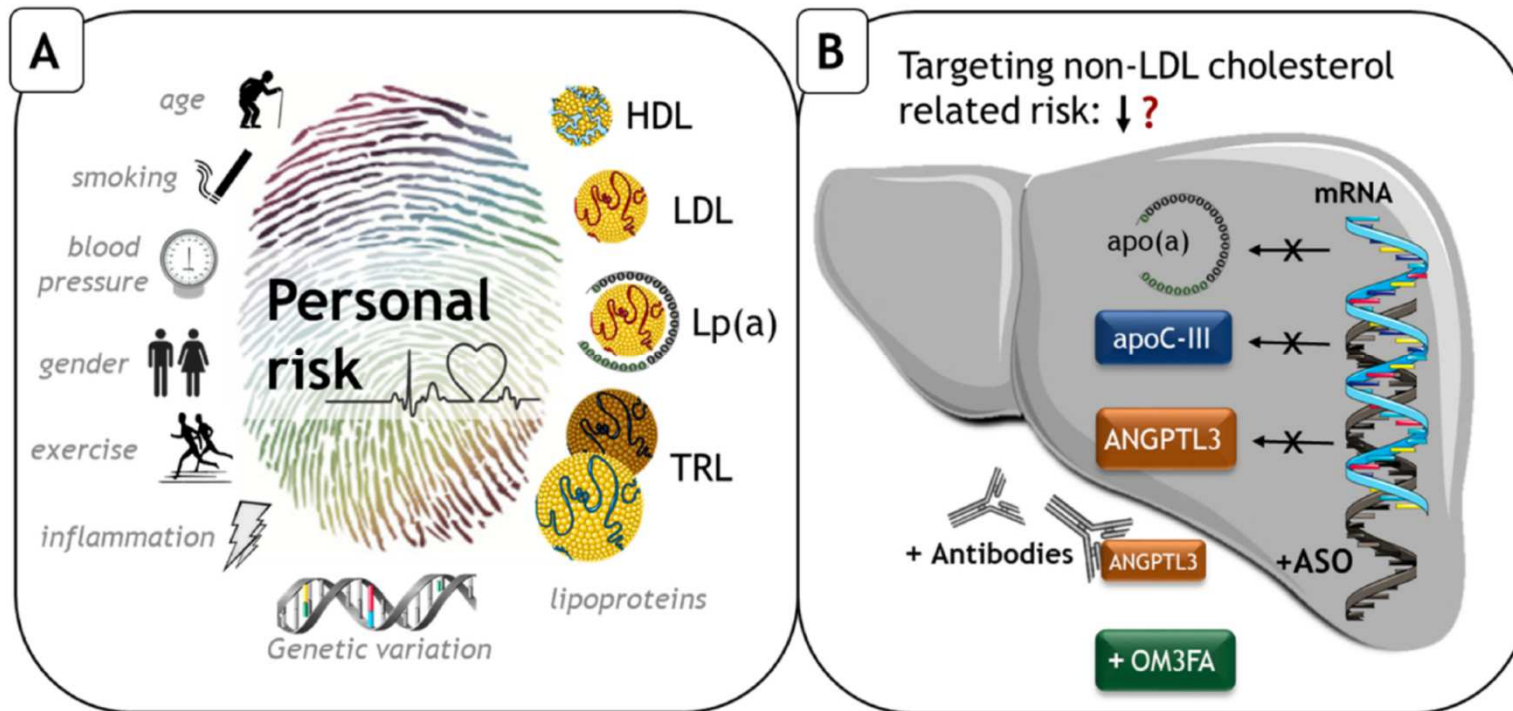 A
age
smoking
blood
pressure
gender
exercise
inflammation
Genetic variation
Personal
risk
HDL
LDL
Lp(a)
TRL
lipoproteins
B
Targeting non-LDL cholesterol
related risk: ↓ ?
mRNA
apo(a)
X
apoC-III
X
ANGPTL3
X
+ Antibodies
ANGPTL3
+ASO
+ OM3FA